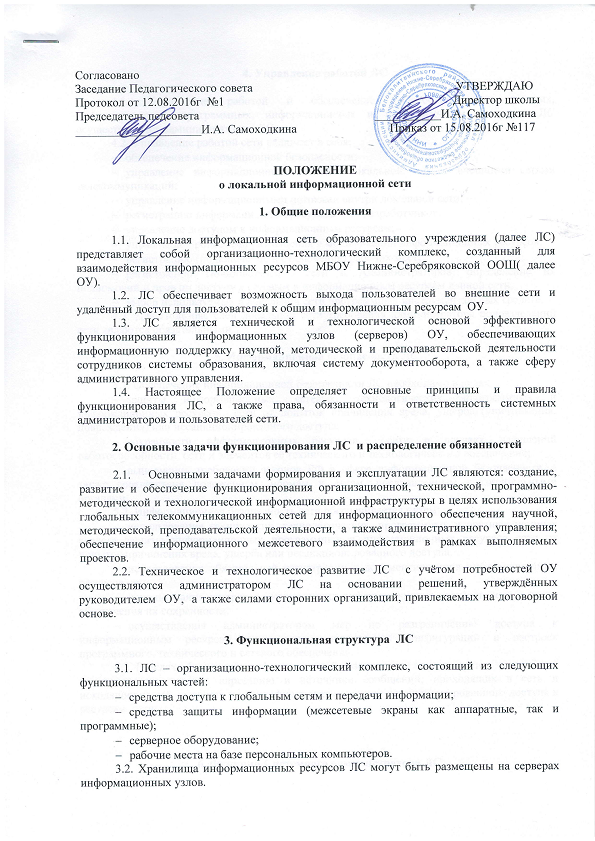 Согласовано
Заседание Педагогического совета
УТВЕРЖДАЮ
Протокол от 12.08.2016г №1
Директор школы
Председатель педсовета
И.А. Самоходкина
И.А. Самоходкина
Приказ от 15.08.2016г №117
ПОЛОЖЕНИЕ
о локальной информационной сети
1. Общие положения
1.1. Локальная информационная сеть образовательного учреждения (далее ЛС)
представляет собой организационно-технологический комплекс, созданный для
взаимодействия информационных ресурсов МБОУ Нижне-Серебряковской ООШ( далее
ОУ).
1.2. ЛС обеспечивает возможность выхода пользователей во внешние сети и
удалённый доступ для пользователей к общим информационным ресурсам ОУ.
1.3. ЛС является технической и технологической основой эффективного
функционирования информационных узлов (серверов) ОУ, обеспечивающих
информационную поддержку научной, методической и преподавательской деятельности
сотрудников системы образования, включая систему документооборота, а также сферу
административного управления.
1.4. Настоящее Положение определяет основные принципы и правила
функционирования ЛС, а также права, обязанности и ответственность системных
администраторов и пользователей сети.
2. Основные задачи функционирования ЛС и распределение обязанностей
2.1. Основными задачами формирования и эксплуатации ЛС являются: создание,
развитие и обеспечение функционирования организационной, технической, программно-
методической и технологической информационной инфраструктуры в целях использования
глобальных телекоммуникационных сетей для информационного обеспечения научной,
методической, преподавательской деятельности, а также административного управления;
обеспечение информационного межсетевого взаимодействия в рамках выполняемых
проектов.
2.2. Техническое и технологическое развитие ЛС с учётом потребностей ОУ
осуществляются администратором ЛС на основании решений, утверждённых
руководителем ОУ, а также силами сторонних организаций, привлекаемых на договорной
основе.
3. Функциональная структура ЛС
3.1. ЛС – организационно-технологический комплекс, состоящий из следующих
функциональных частей:
– средства доступа к глобальным сетям и передачи информации;
– средства защиты информации (межсетевые экраны как аппаратные, так и
программные);
– серверное оборудование;
– рабочие места на базе персональных компьютеров.
3.2. Хранилища информационных ресурсов ЛС могут быть размещены на серверах
информационных узлов.